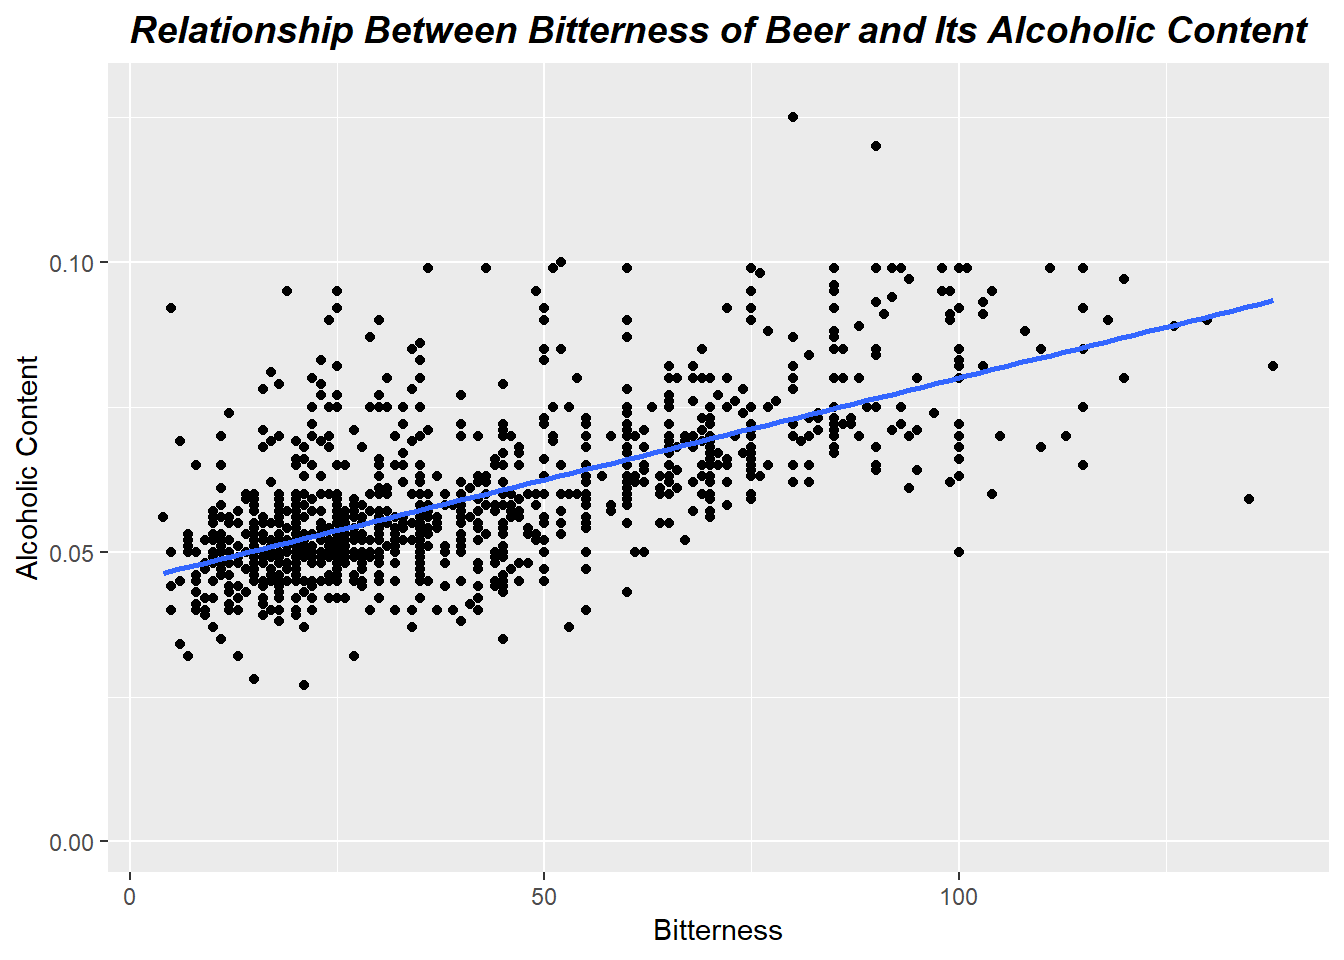 Relationship Between Bitterness of Beer and Its Alcoholic Content
Alcoholic Content
0.10
0.05
0.00
0
50
100
Bitterness